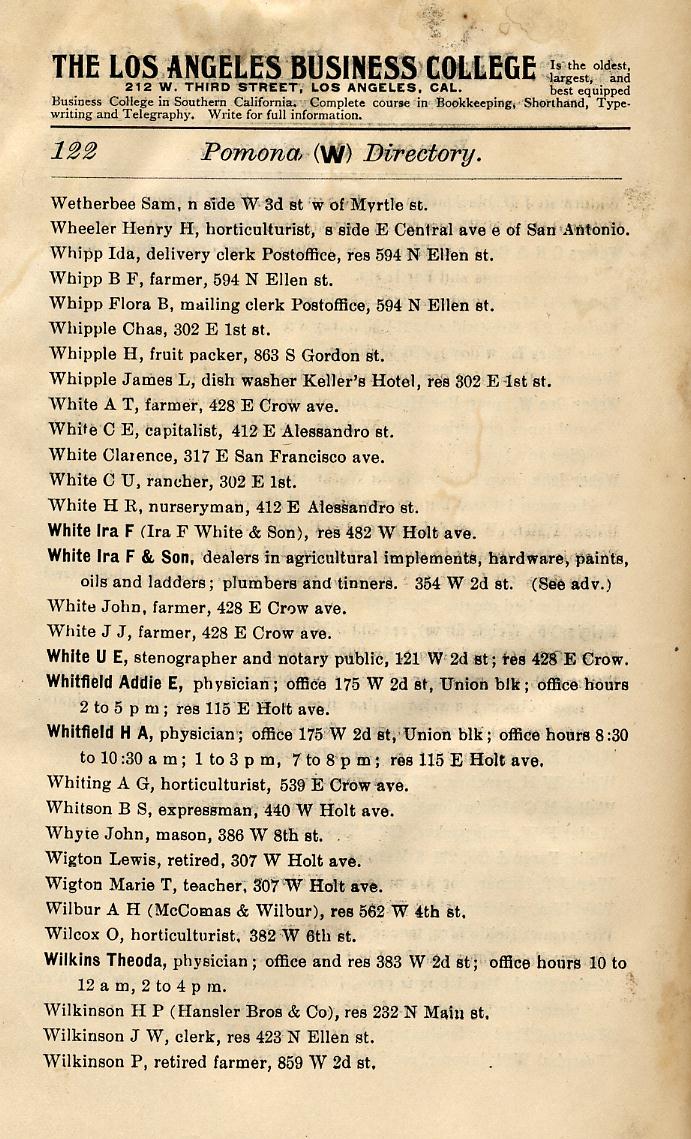 THE LOS ANGELES BUSINESS COLLEGE Is the oldest,
largest, and
212 W. THIRD STREET, LOS ANGELES, CAL. best equipped
Business College in Southern California. Complete course in Bookkeeping, Shorthand, Type-
writing and Telegraphy. Write for full information.
122 Pomona (W) Directory.
Wetherbee Sam, n side W 3d st w of Myrtle st.
Wheeler Henry H, horticulturist, s side E Central ave e of San Antonio.
Whipp Ida, delivery clerk Postoffice, res 594 N Ellen st.
Whipp B F, farmer, 594 N Ellen st.
Whipp Flora B, mailing clerk Postoffice, 594 N Ellen st.
Whipple Chas, 302 E 1st st.
Whipple H, fruit packer, 863 S Gordon st.
Whipple James L, dish washer Keller's Hotel, res 302 E 1st st.
White A T, farmer, 428 E Crow ave.
White C E, capitalist, 412 E Alessandro st.
White Clarence, 317 E San Francisco ave.
White C U, rancher, 302 E 1st.
White H R, nurseryman, 412 E Alessandro st.
White Ira F (Ira F White & Son), res 482 W Holt ave.
White Ira F & Son, dealers in agricultural implements, hardware, paints,
oils and ladders; plumbers and tinners. 354 W 2d st. (See adv.)
White John, farmer, 428 E Crow ave.
White J J, farmer, 428 E Crow ave.
White U E, stenographer and notary public, 121 W 2d st; res 428 E Crow.
Whitfield Addie E, physician; office 175 W 2d st, Union blk; office hours
2 to 5 p m; res 115 E Holt ave.
Whitfield H A, physician; office 175 W 2d st, Union blk; office hours 8:30
to 10:30 a m; 1 to 3 p m, 7 to 8 p m; res 115 E Holt ave.
Whiting A G, horticulturist, 539 E Crow ave.
Whitson B S, expressman, 440 W Holt ave.
Whyte John, mason, 386 W 8th st.
Wigton Lewis, retired, 307 W Holt ave.
Wigton Marie T, teacher, 307 W Holt ave.
Wilbur A H (McComas & Wilbur), res 562 W 4th st.
Wilcox O, horticulturist, 382 W 6th st.
Wilkins Theoda, physician; office and res 383 W 2d st; office hours 10 to
12 a m, 2 to 4 p m.
Wilkinson H P (Hansler Bros & Co), res 232 N Main st.
Wilkinson J W, clerk, res 423 N Ellen st.
Wilkinson P, retired farmer, 859 W 2d st.